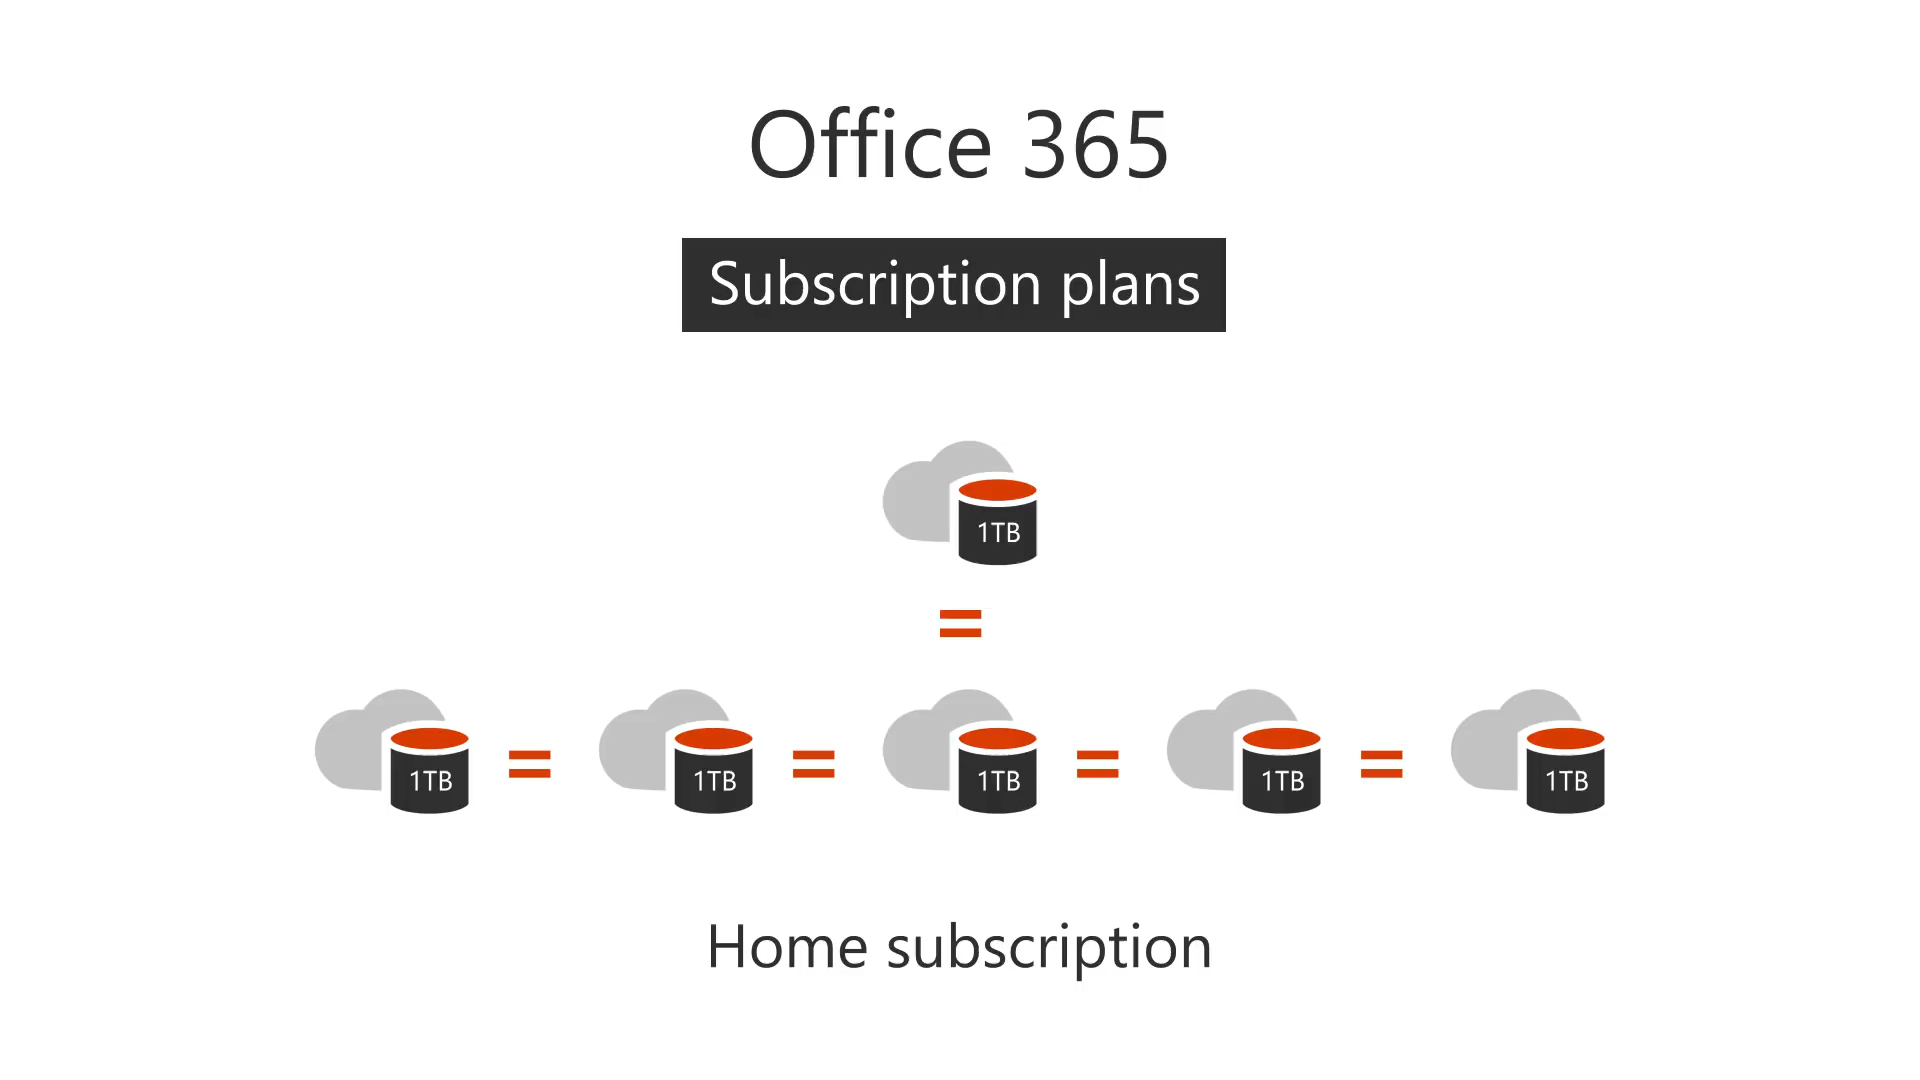 Office 365
Subscription plans
1TB
=
1TB = 1TB = 1TB = 1TB = 1TB
Home subscription